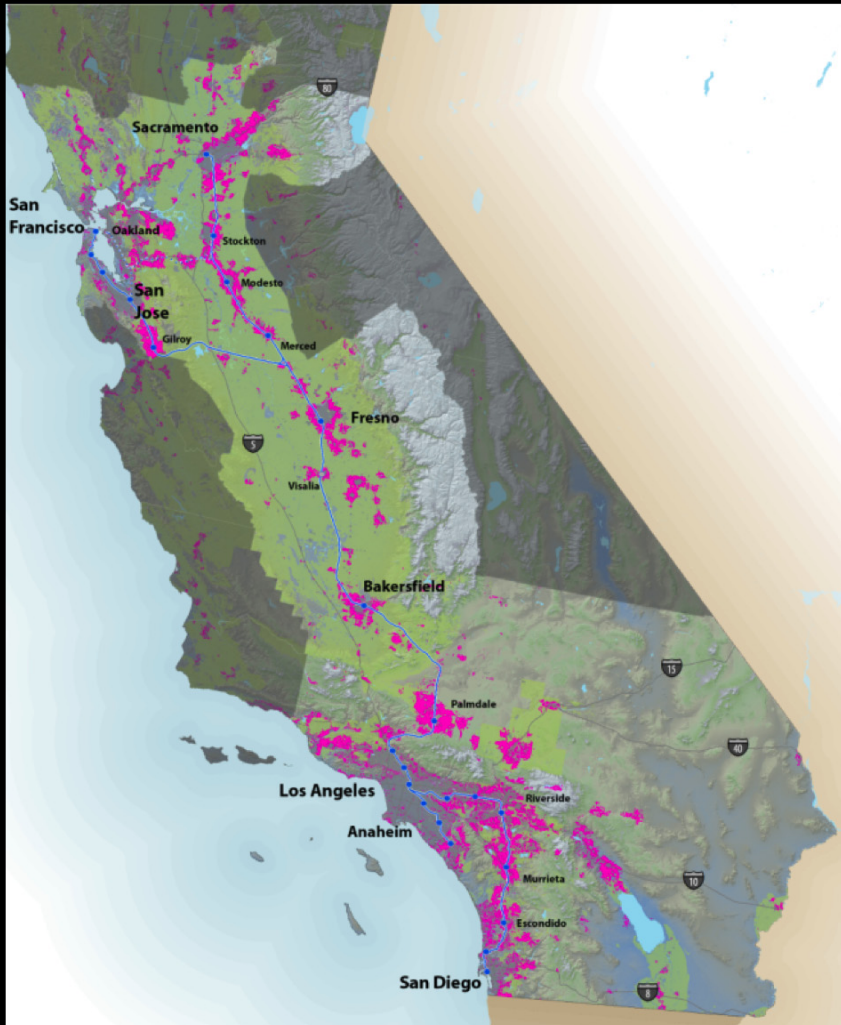 80
Sacramento
San
Francisco
Oakland
Stockton
Modesto
San
Jose
Gilroy
Merced
Fresno
5
Visalia
Bakersfield
15
Palmdale
40
Los Angeles
Riverside
Anaheim
Murrieta
10
Escondido
San Diego
8